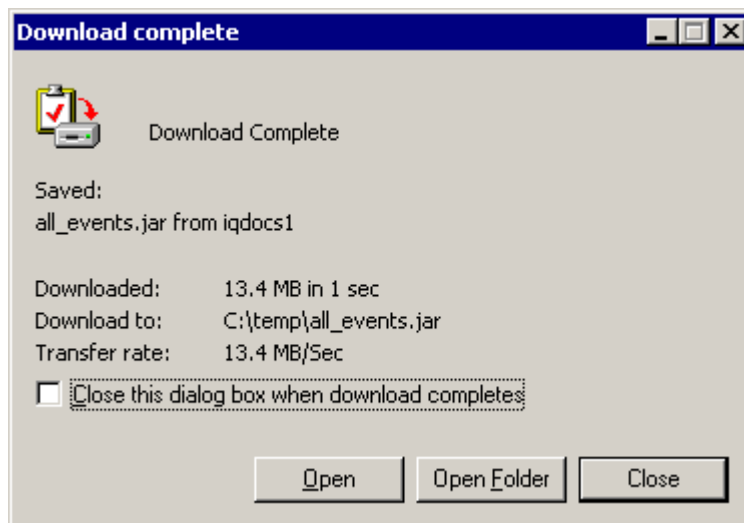 Download complete
Download Complete
Saved:
all_events.jar from iqdocs1
Downloaded: 13.4 MB in 1 sec
Download to: C:\temp\all_events.jar
Transfer rate: 13.4 MB/Sec
Close this dialog box when download completes
Open Open Folder Close